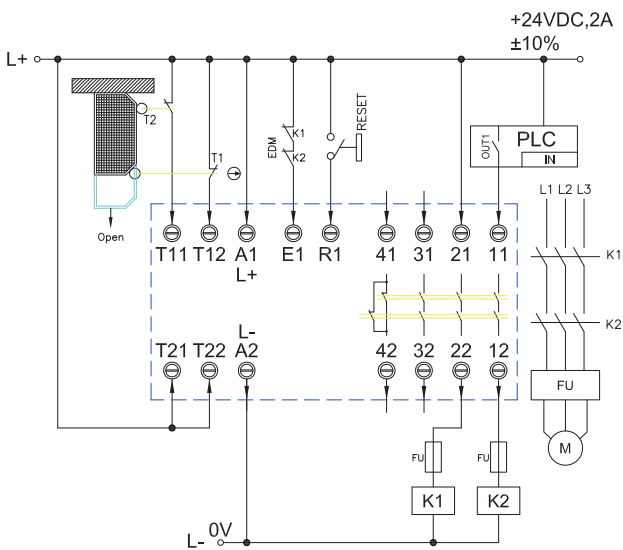 +24VDC,2A
±10%
L+
T2
T1
Open
EDM
K1
K2
RESET
PLC
OUT1
IN
L1 L2 L3
T11 T12 A1 E1 R1 41 31 21 11
L+
K1
K2
L-
T21 T22 A2 42 32 22 12
FU
M
FU
FU
K1
K2
L- 0V